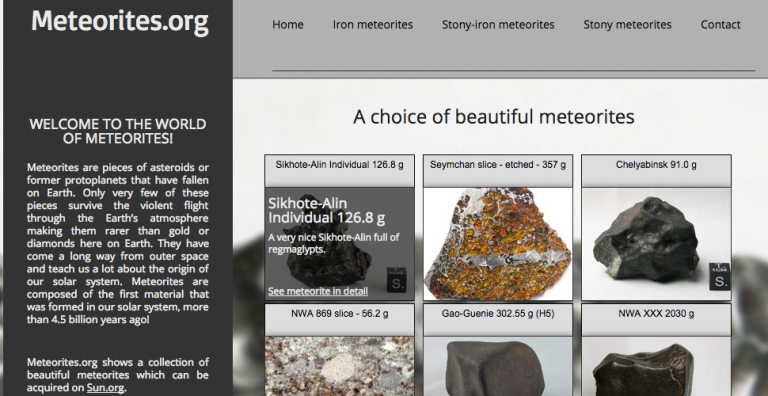 Meteorites.org
Home Iron meteorites Stony-iron meteorites Stony meteorites Contact
WELCOME TO THE WORLD
OF METEORITES!
Meteorites are pieces of asteroids or
former protoplanets that have fallen
on Earth. Only very few of these
pieces survive the violent flight
through the Earth's atmosphere
making them rarer than gold or
diamonds here on Earth. They have
come a long way from outer space
and teach us a lot about the origin of
our solar system. Meteorites are
composed of the first material that
was formed in our solar system, more
than 4.5 billion years ago!
Meteorites.org shows a collection of
beautiful meteorites which can be
acquired on Sun.org.
A choice of beautiful meteorites
Sikhote-Alin Individual 126.8 g
Sikhote-Alin
Individual 126.8 g
A very nice Sikhote-Alin full of
regmaglypts.
See meteorite in detail
Seymchan slice - etched - 357 g
Chelyabinsk 91.0 g
S.
NWA 869 slice - 56.2 g
Gao-Guenie 302.55 g (H5)
NWA XXX 2030 g